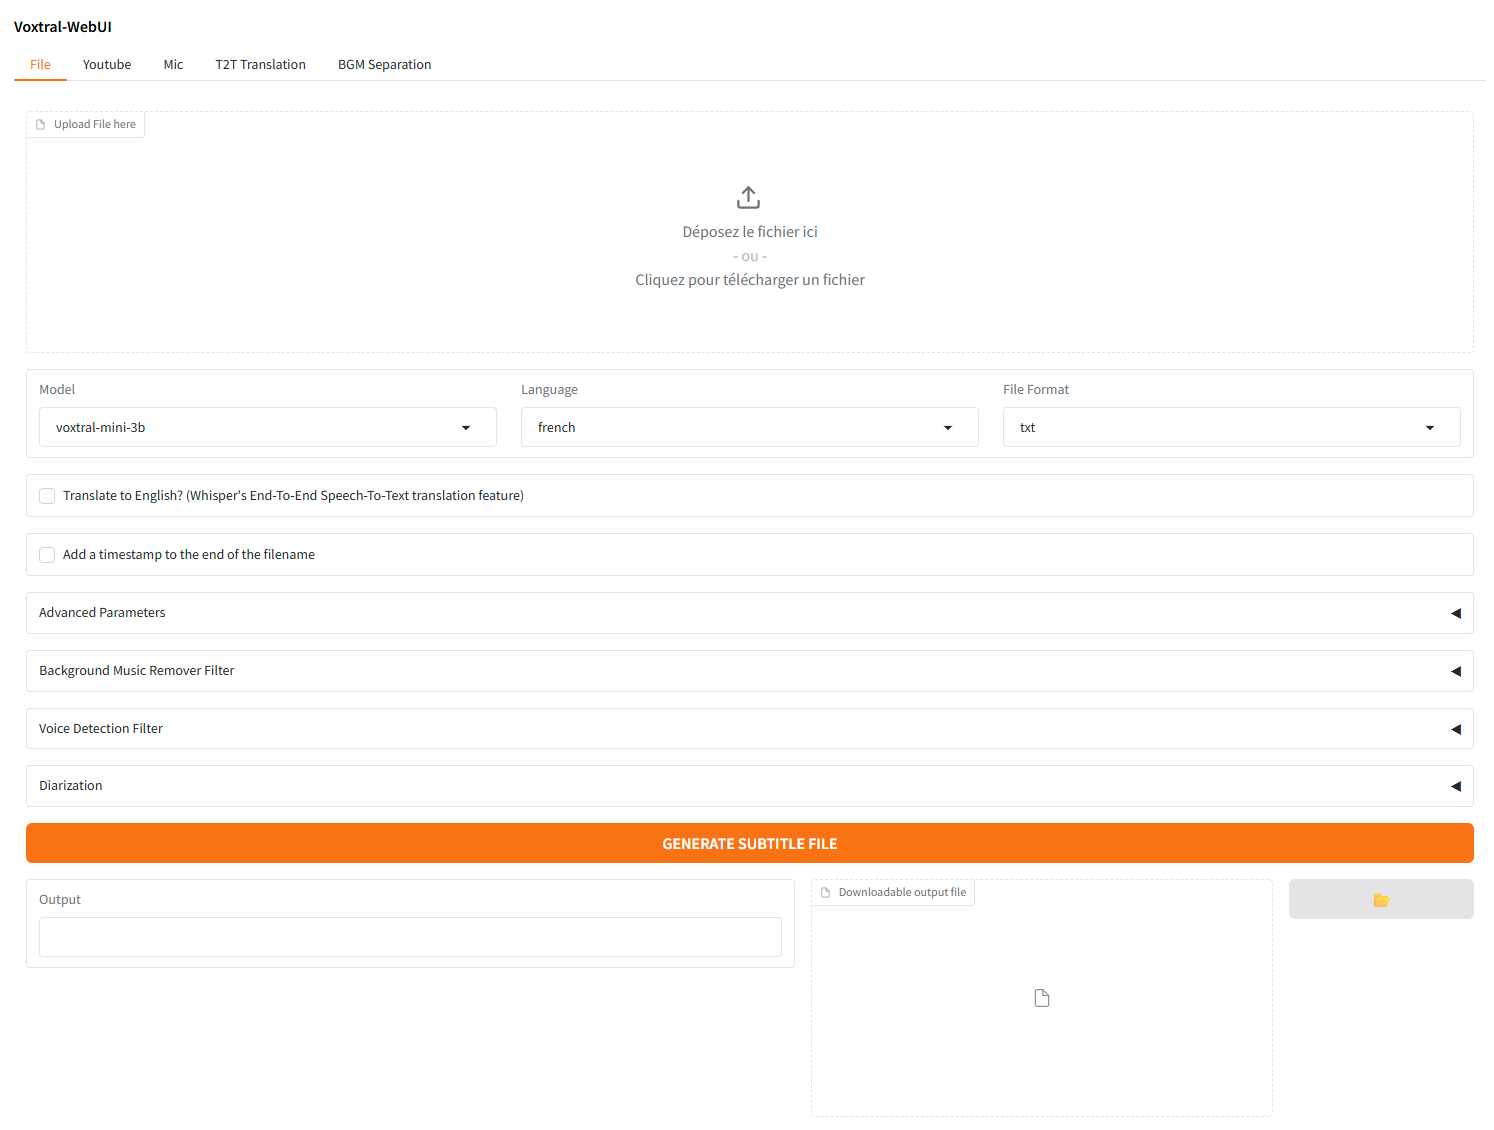 Voxtral-WebUI
File
Youtube
Mic
T2T Translation
BGM Separation
Upload File here
Déposez le fichier ici
- ou -
Cliquez pour télécharger un fichier
Model
voxtral-mini-3b
Language
french
File Format
txt
Translate to English? (Whisper's End-To-End Speech-To-Text translation feature)
Add a timestamp to the end of the filename
Advanced Parameters
Background Music Remover Filter
Voice Detection Filter
Diarization
GENERATE SUBTITLE FILE
Output
Downloadable output file